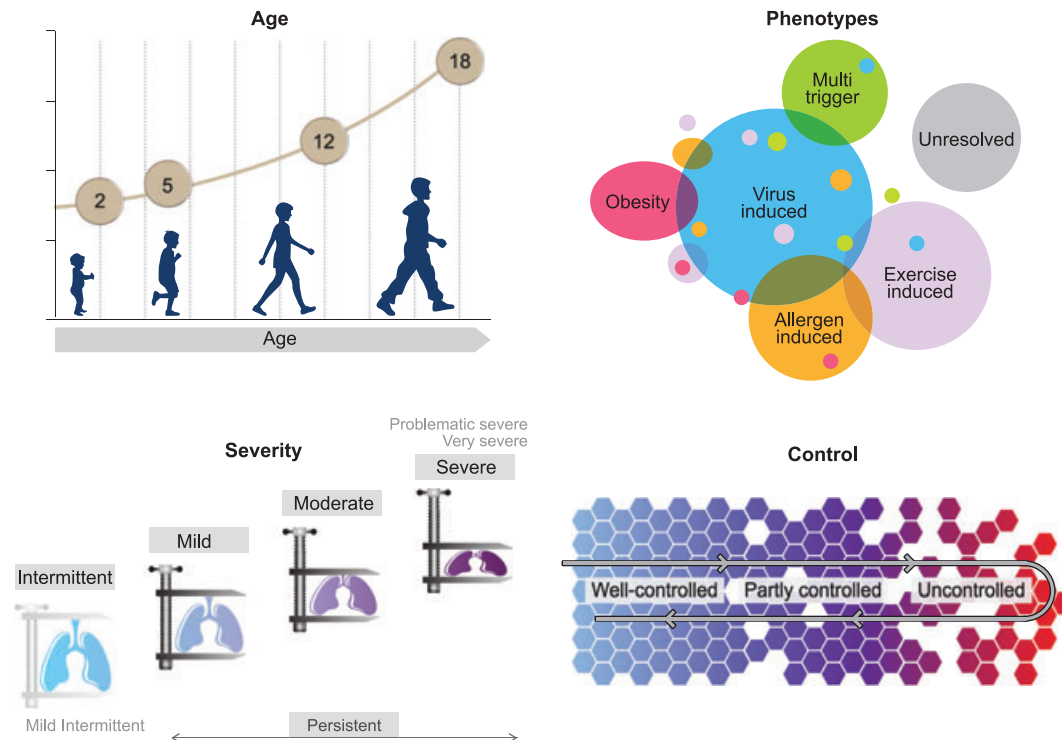 Age
18
12
5
2
Age
Phenotypes
Multi
trigger
Unresolved
Obesity
Virus
induced
Exercise
induced
Allergen
induced
Severity
Problematic severe
Very severe
Severe
Moderate
Mild
Intermittent
Mild Intermittent
Persistent
Control
Well-controlled
Partly controlled
Uncontrolled